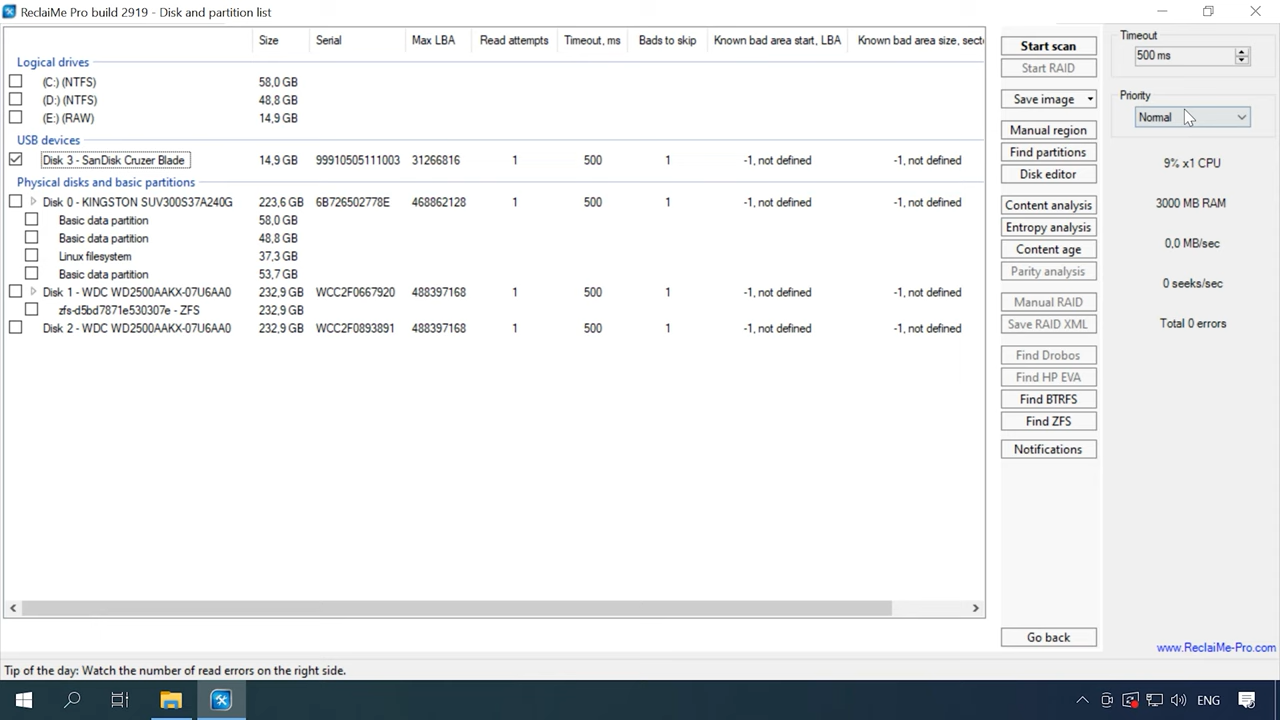 ReclaiMe Pro build 2919 - Disk and partition list
Size Serial Max LBA Read attempts Timeout, ms Bads to skip Known bad area start, LBA Known bad area size, secto
Logical drives
(C:) (NTFS) 58,0 GB
(D:) (NTFS) 48,8 GB
(E:) (RAW) 14,9 GB
USB devices
Disk 3 - SanDisk Cruzer Blade 14,9 GB 99910505111003 31266816 1 500 1 -1, not defined -1, not defined
Physical disks and basic partitions
Disk 0 - KINGSTON SUV300S37A240G 223,6 GB 6B726502778E 468862128 1 500 1 -1, not defined -1, not defined
Basic data partition 58,0 GB
Basic data partition 48,8 GB
Linux filesystem 37,3 GB
Basic data partition 53,7 GB
Disk 1 - WDC WD2500AAKX-07U6AA0 232,9 GB WCC2F0667920 488397168 1 500 1 -1, not defined -1, not defined
zfs-d5bd7871e530307e - ZFS 232,9 GB
Disk 2 - WDC WD2500AAKX-07U6AA0 232,9 GB WCC2F0893891 488397168 1 500 1 -1, not defined -1, not defined
Start scan
Start RAID
Save image
Manual region
Find partitions
Disk editor
Content analysis
Entropy analysis
Content age
Parity analysis
Manual RAID
Save RAID XML
Find Drobos
Find HP EVA
Find BTRFS
Find ZFS
Notifications
Go back
Timeout
500 ms
Priority
Normal
9% x1 CPU
3000 MB RAM
0,0 MB/sec
0 seeks/sec
Total 0 errors
www.ReclaiMe-Pro.com
Tip of the day: Watch the number of read errors on the right side.
ENG